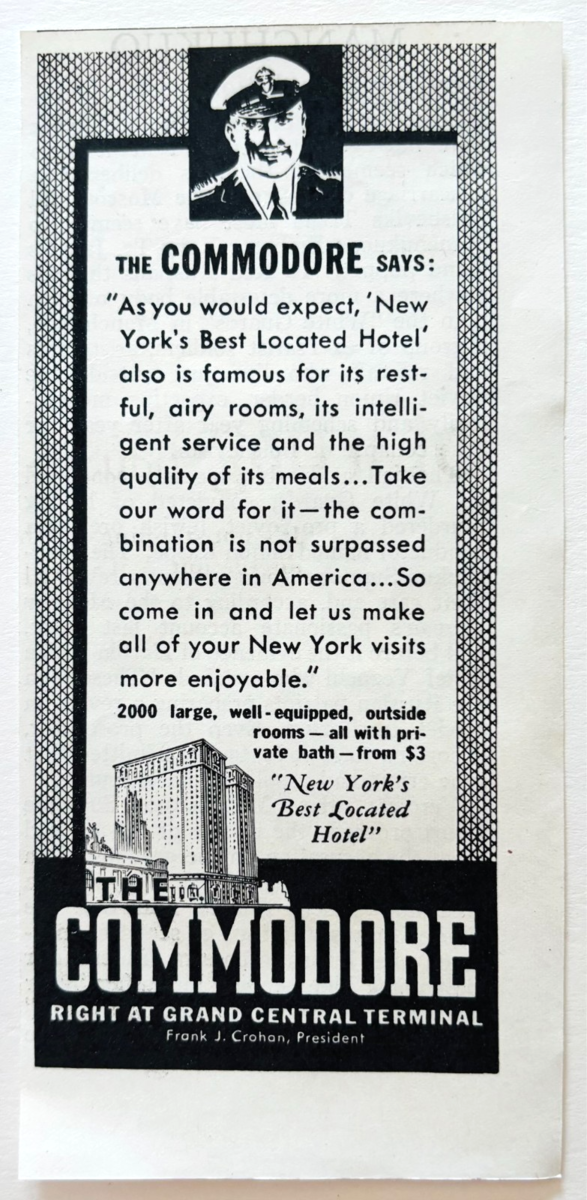 THE COMMODORE SAYS:
"As you would expect, 'New
York's Best Located Hotel'
also is famous for its rest-
ful, airy rooms, its intelli-
gent service and the high
quality of its meals...Take
our word for it—the com-
bination is not surpassed
anywhere in America...So
come in and let us make
all of your New York visits
more enjoyable."
2000 large, well-equipped, outside
rooms—all with pri-
vate bath—from $3
"New York's
Best Located
Hotel"
THE
COMMODORE
RIGHT AT GRAND CENTRAL TERMINAL
Frank J. Crohan, President